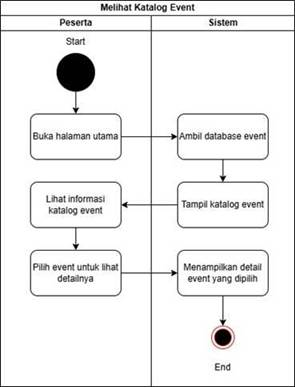 Melihat Katalog Event
Peserta
Sistem
Start
Buka halaman utama
Ambil database event
Lihat informasi
katalog event
Tampil katalog event
Pilih event untuk lihat
detailnya
Menampilkan detail
event yang dipilih
End